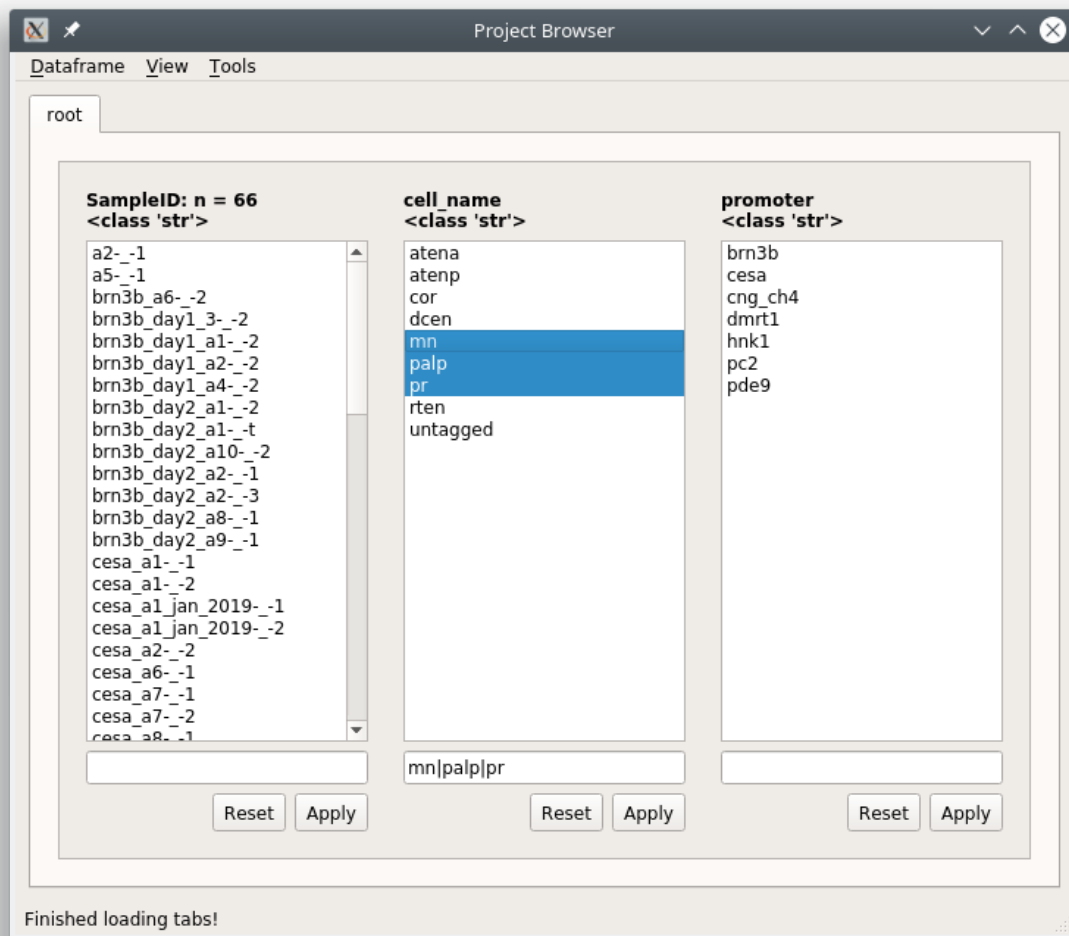 Project Browser
Dataframe View Tools
root
SampleID: n = 66
<class 'str'>
a2-_-1
a5-_-1
brn3b_a6-_-2
brn3b_day1_3-_-2
brn3b_day1_a1-_-2
brn3b_day1_a2-_-2
brn3b_day1_a4-_-2
brn3b_day2_a1-_-2
brn3b_day2_a1-_-t
brn3b_day2_a10-_-2
brn3b_day2_a2-_-1
brn3b_day2_a2-_-3
brn3b_day2_a8-_-1
brn3b_day2_a9-_-1
cesa_a1-_-1
cesa_a1-_-2
cesa_a1_jan_2019-_-1
cesa_a1_jan_2019-_-2
cesa_a2-_-2
cesa_a6-_-1
cesa_a7-_-1
cesa_a7-_-2
cesa_a8-_-1
Reset Apply
cell_name
<class 'str'>
atena
atenp
cor
dcen
mn
palp
pr
rten
untagged
mn|palp|pr
Reset Apply
promoter
<class 'str'>
brn3b
cesa
cng_ch4
dmrt1
hnk1
pc2
pde9
Reset Apply
Finished loading tabs!